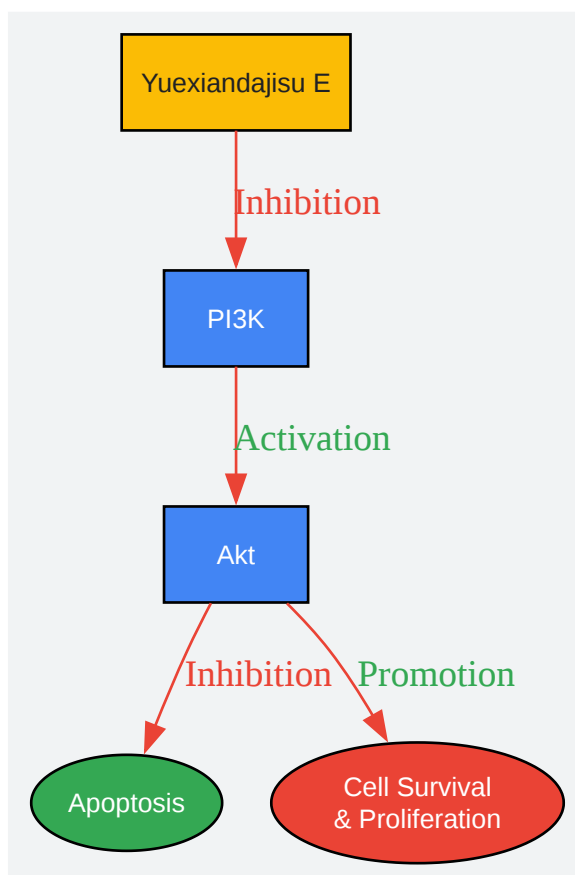 Yuexiandajisu E
Inhibition
PI3K
Activation
Akt
Inhibition
Promotion
Apoptosis
Cell Survival
& Proliferation